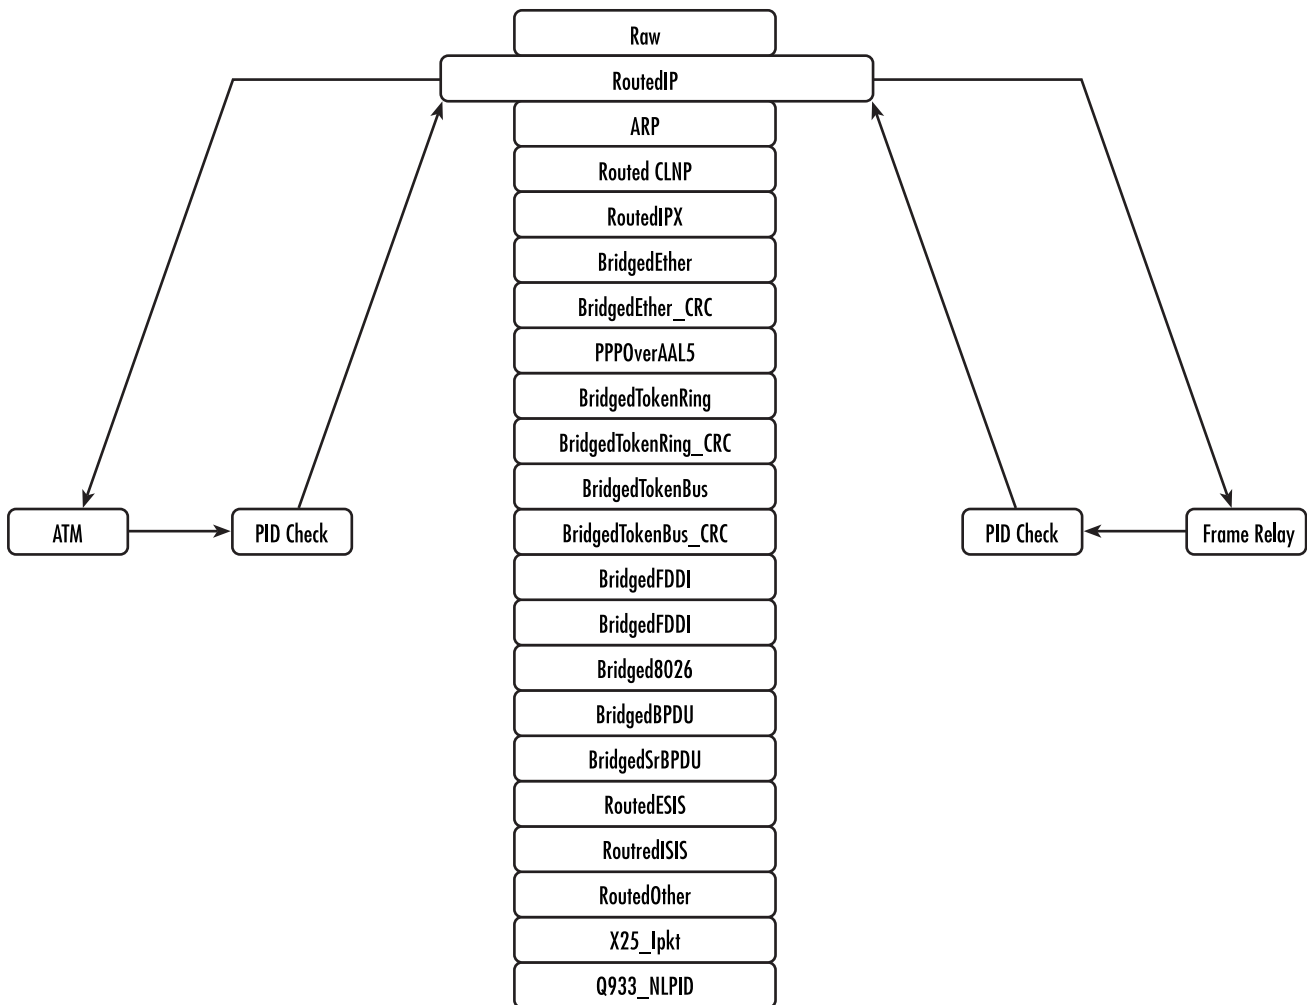 Raw
RoutedIP
ARP
Routed CLNP
RoutedIPX
BridgedEther
BridgedEther_CRC
PPPOverAAL5
BridgedTokenRing
BridgedTokenRing_CRC
BridgedTokenBus
ATM
PID Check
BridgedTokenBus_CRC
PID Check
Frame Relay
BridgedFDDI
BridgedFDDI
Bridged8026
BridgedBPDU
BridgedSrBPDU
RoutedESIS
RoutredISIS
RoutedOther
X25_Ipkt
Q933_NLPID